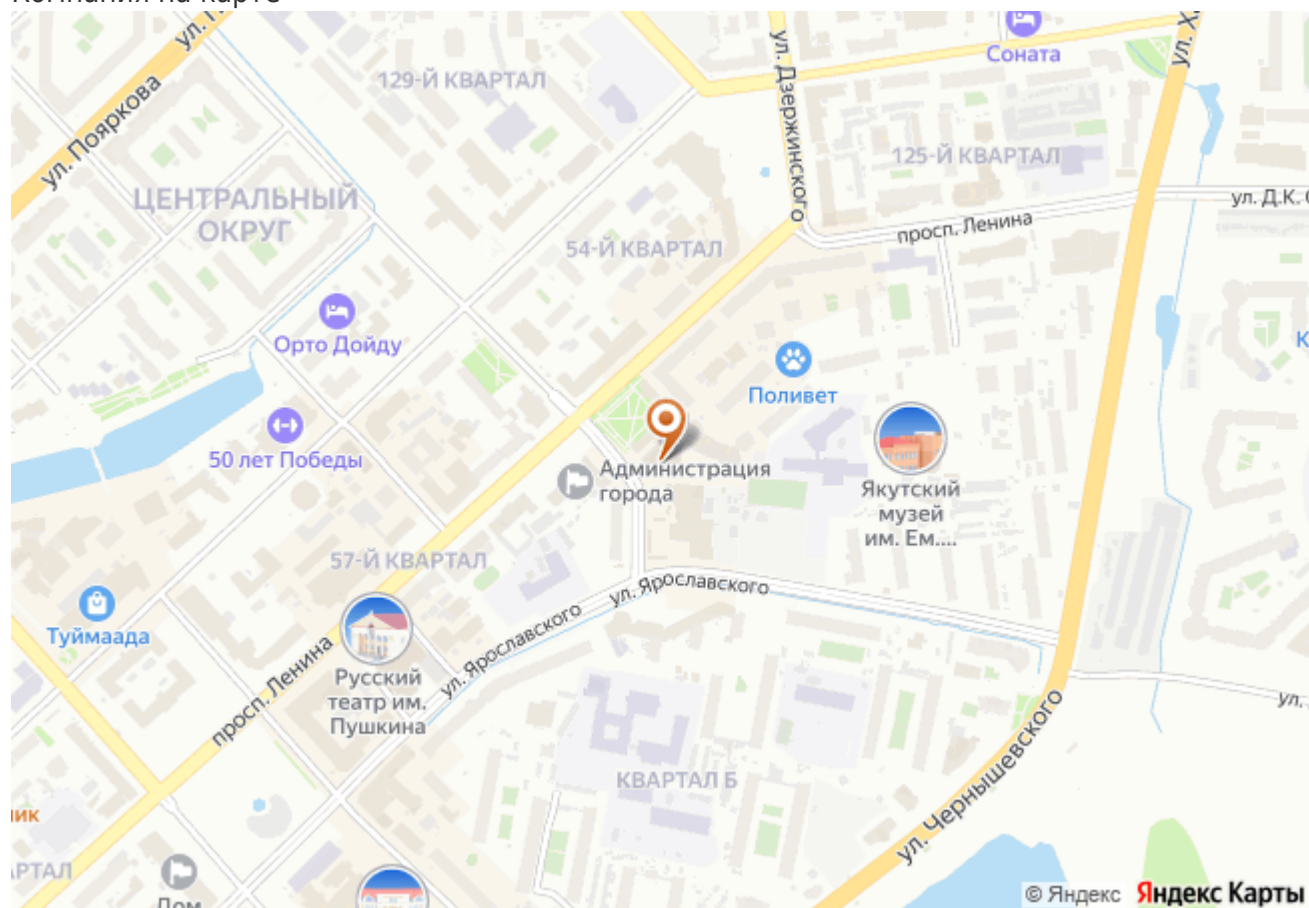 ул. Пояркова
129-Й КВАРТАЛ
ул. Дзержинского
Соната
125-Й КВАРТАЛ
ЦЕНТРАЛЬНЫЙ
ОКРУГ
54-Й КВАРТАЛ
просп. Ленина
ул. Д.К.
Орто Дойду
Поливет
50 лет Победы
Администрация
города
Якутский
музей
им. Ем....
57-Й КВАРТАЛ
ул. Ярославского
Туймаада
просп. Ленина
ул. Ярославского
Русский
театр им.
Пушкина
КВАРТАЛ Б
ул. Чернышевского
Дом
© Яндекс Яндекс Карты